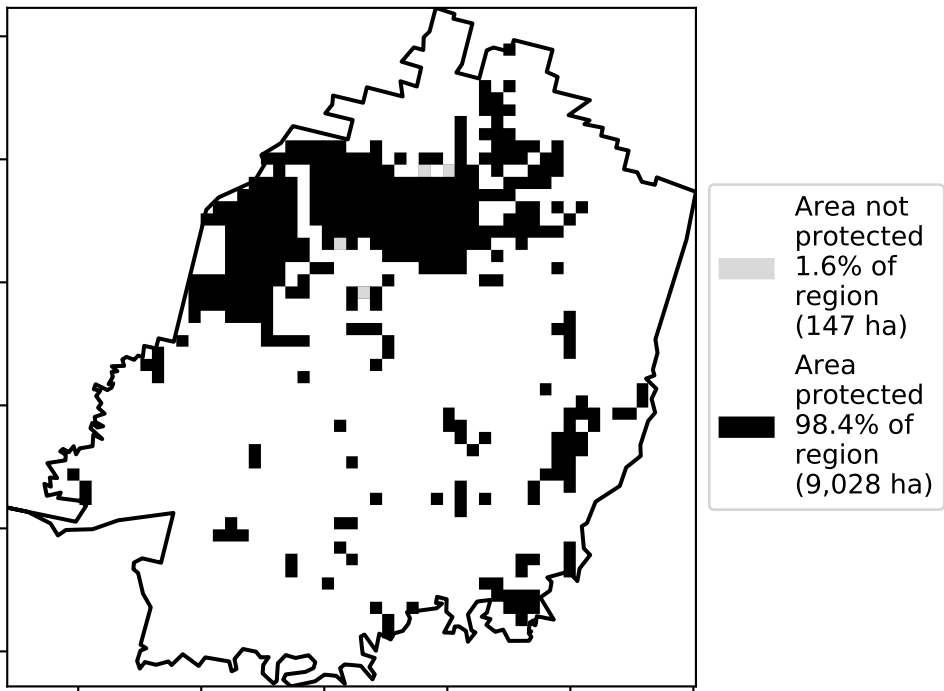 Area not
protected
1.6% of
region
(147 ha)
Area
protected
98.4% of
region
(9,028 ha)